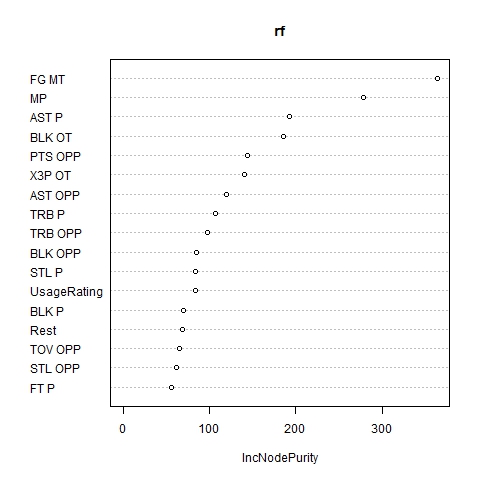 rf
FG MT
MP
AST P
BLK OT
PTS OPP
X3P OT
AST OPP
TRB P
TRB OPP
BLK OPP
STL P
UsageRating
BLK P
Rest
TOV OPP
STL OPP
FT P
0 100 200 300
IncNodePurity